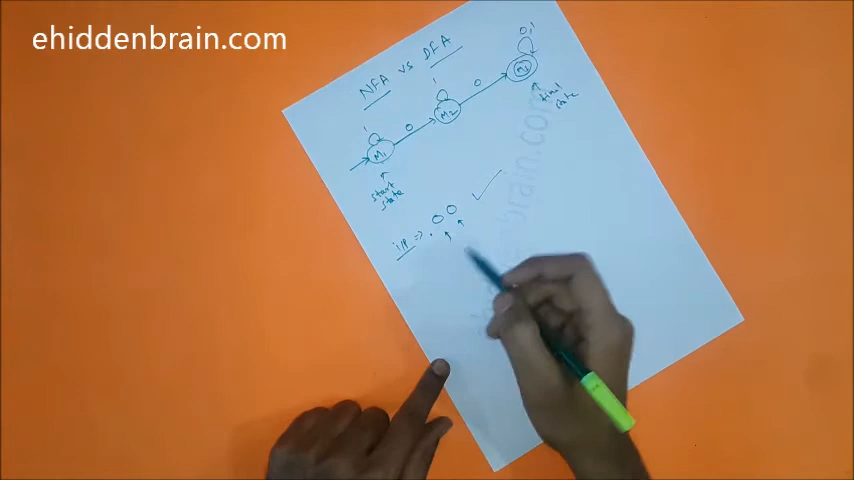 ehiddenbrain.com
NFA vs DFA
0,1
1
0
M3
1
0
M2
final
state
M1
start
state
i/p => . 0 0